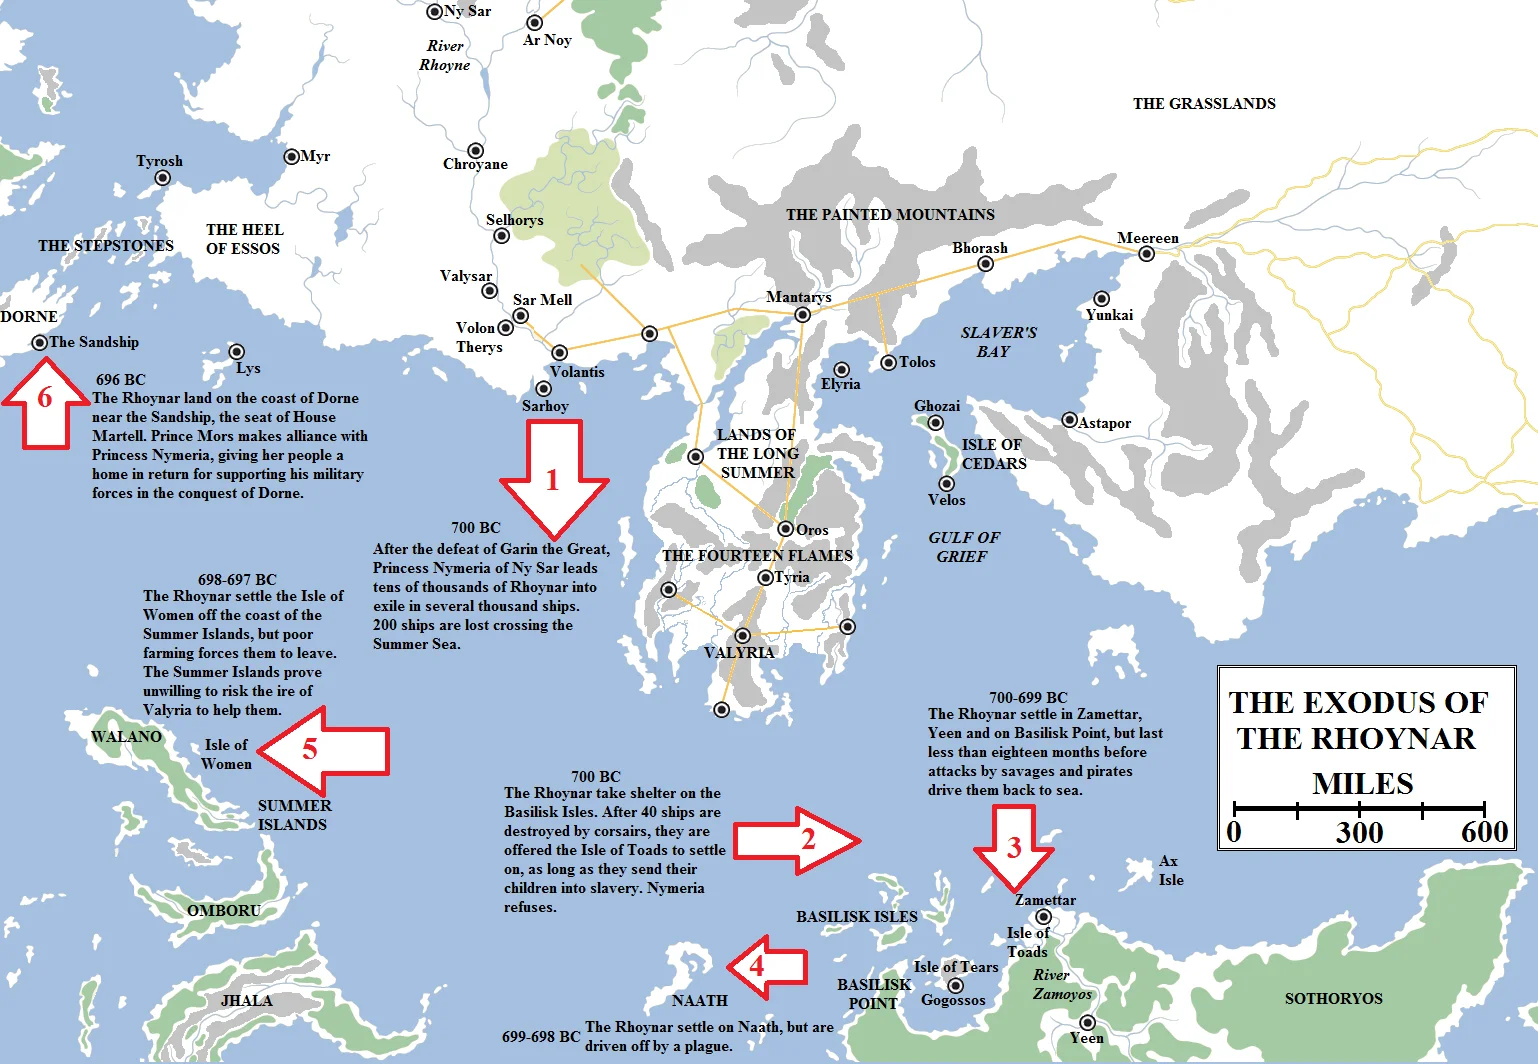 Ny Sar
Ar Noy
River
Rhoyne
THE GRASSLANDS
Chroyane
Tyrosh
Myr
Selhorys
THE PAINTED MOUNTAINS
THE HEEL
OF ESSOS
THE STEPSTONES
Bhorash
Meereen
Valysar
Sar Mell
Mantarys
Yunkai
DORNE
The Sandship
Volon
Therys
SLAVER'S
BAY
Lys
Volantis
Elyria
Tolos
Sarhoy
Ghozai
Astapor
ISLE OF
CEDARS
Velos
GULF OF
GRIEF
LANDS OF
THE LONG
SUMMER
Oros
THE FOURTEEN FLAMES
Tyria
VALYRIA
6
696 BC
The Rhoynar land on the coast of Dorne
near the Sandship, the seat of House
Martell. Prince Mors makes alliance with
Princess Nymeria, giving her people a
home in return for supporting his military
forces in the conquest of Dorne.
1
700 BC
After the defeat of Garin the Great,
Princess Nymeria of Ny Sar leads
tens of thousands of Rhoynar into
exile in several thousand ships.
200 ships are lost crossing the
Summer Sea.
698-697 BC
The Rhoynar settle the Isle of
Women off the coast of the
Summer Islands, but poor
farming forces them to leave.
The Summer Islands prove
unwilling to risk the ire of
Valyria to help them.
5
WALANO
Isle of
Women
SUMMER
ISLANDS
OMBORU
JHALA
700 BC
The Rhoynar take shelter on the
Basilisk Isles. After 40 ships are
destroyed by corsairs, they are
offered the Isle of Toads to settle
on, as long as they send their
children into slavery. Nymeria
refuses.
2
700-699 BC
The Rhoynar settle in Zamettar,
Yeen and on Basilisk Point, but last
less than eighteen months before
attacks by savages and pirates
drive them back to sea.
3
THE EXODUS OF
THE RHOYNAR
MILES
0 300 600
Ax
Isle
Zamettar
BASILISK ISLES
Isle of
Toads
Isle of Tears
Gogossos
BASILISK
POINT
River
Zamoyos
SOTHORYOS
Yeen
4
NAATH
699-698 BC
The Rhoynar settle on Naath, but are
driven off by a plague.